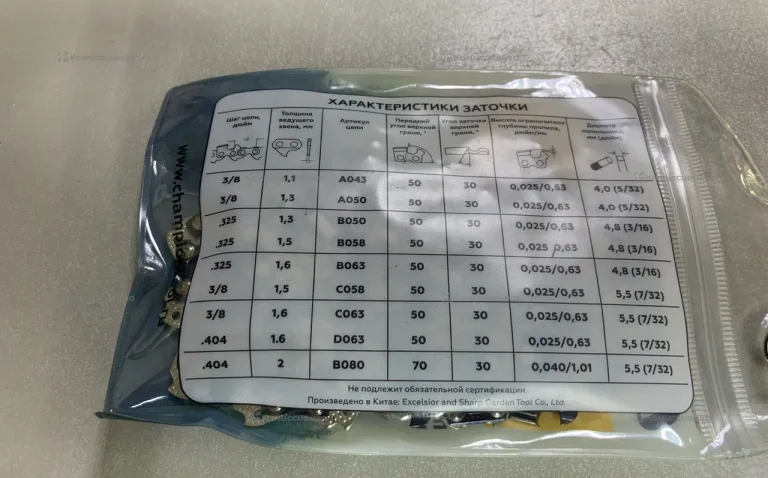 ХАРАКТЕРИСТИКИ ЗАТОЧКИ
Шаг цепи, дюйм Толщина ведущего звена, мм Артикул цепи Передний угол верхней грани, ° Угол заточки верхней грани, ° Высота ограничителя глубины пропила, дюйм/мм Диаметр напильника, мм (дюйм)
3/8 1,1 A043 50 30 0,025/0,63 4,0 (5/32)
3/8 1,3 A050 50 30 0,025/0,63 4,0 (5/32)
.325 1,3 B050 50 30 0,025/0,63 4,8 (3/16)
.325 1,5 B058 50 30 0,025 0,63 4,8 (3/16)
.325 1,6 B063 50 30 0,025/0,63 4,8 (3/16)
3/8 1,5 C058 50 30 0,025/0,63 5,5 (7/32)
3/8 1,6 C063 50 30 0,025/0,63 5,5 (7/32)
.404 1.6 D063 50 30 0,025/0,63 5,5 (7/32)
.404 2 B080 70 30 0,040/1,01 5,5 (7/32)
Не подлежит обязательной сертификации.
Произведено в Китае: Excelsior and Sharp Garden Tool Co., Ltd.